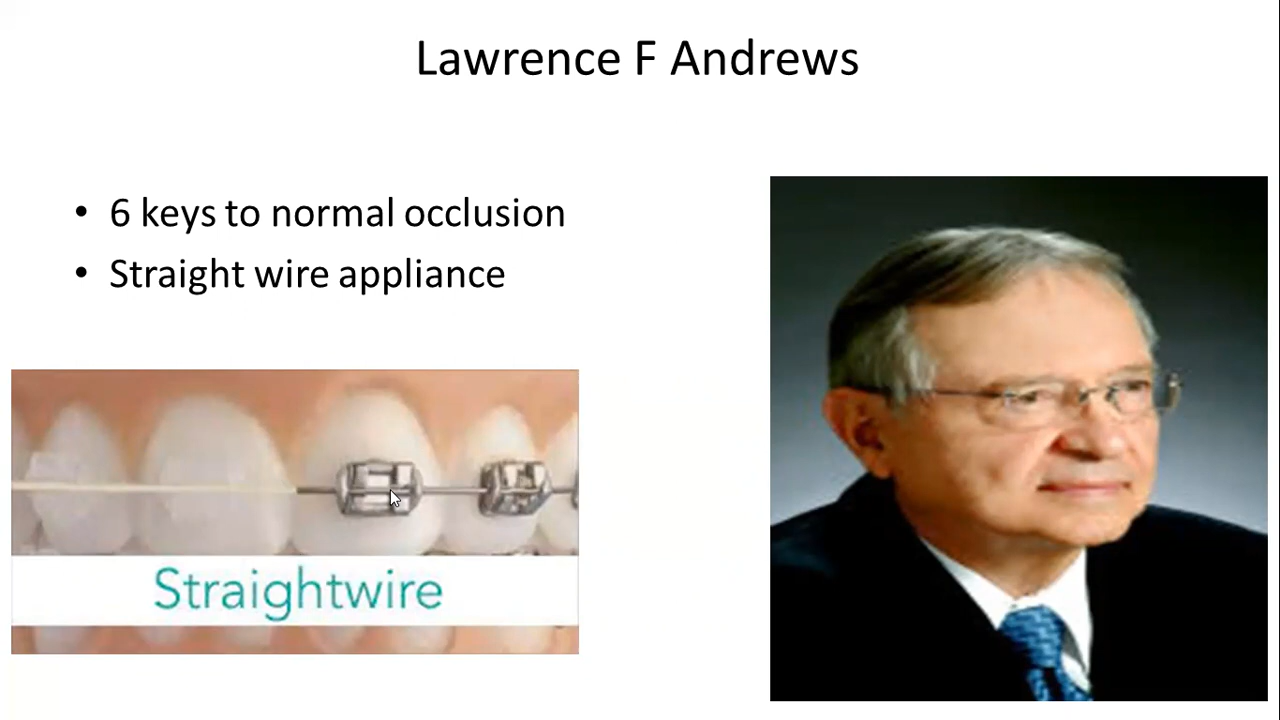 Lawrence F Andrews
• 6 keys to normal occlusion
• Straight wire appliance
Straightwire